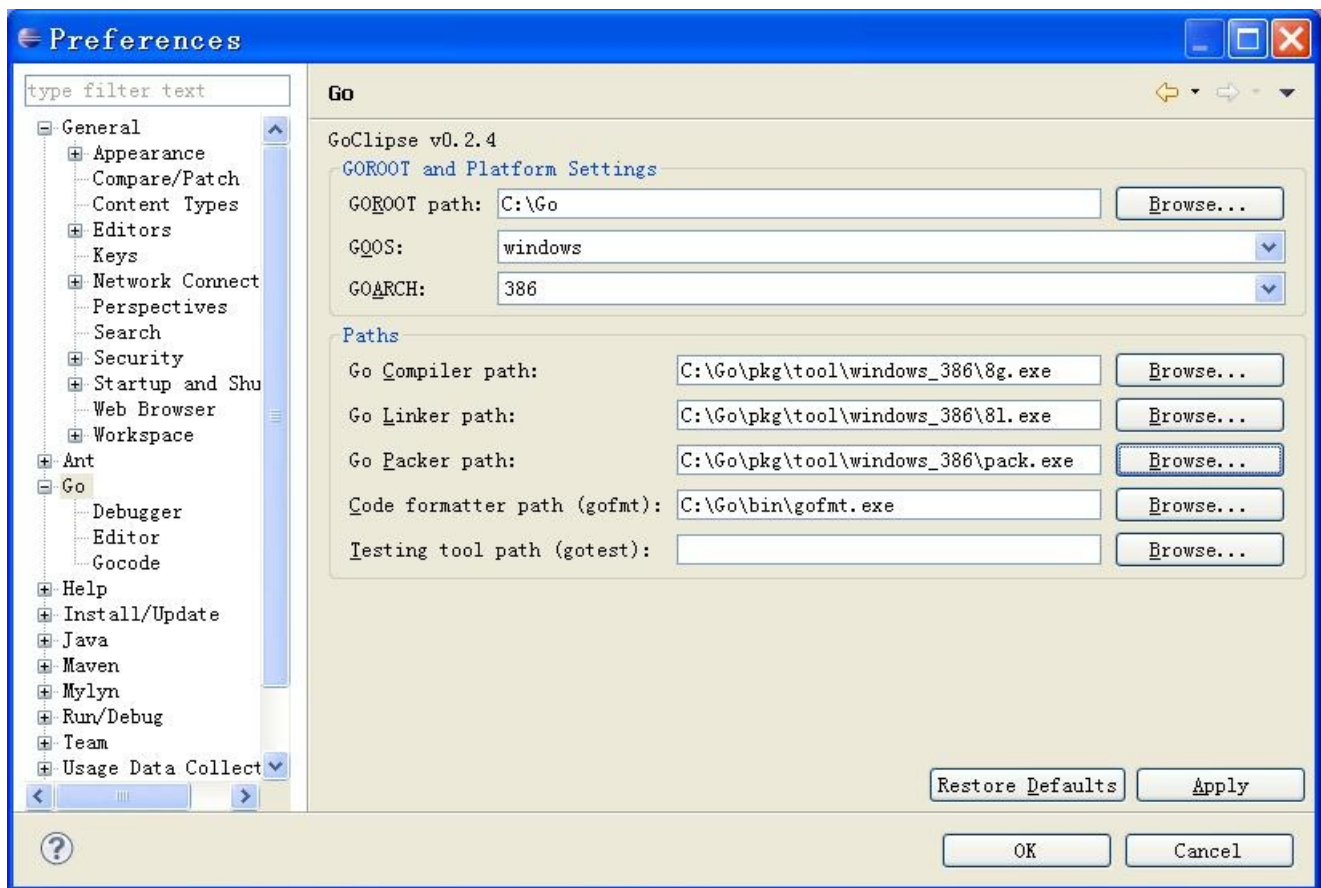 Preferences
type filter text
General
Appearance
Compare/Patch
Content Types
Editors
Keys
Network Connect
Perspectives
Search
Security
Startup and Shu
Web Browser
Workspace
Ant
Go
Debugger
Editor
Gocode
Help
Install/Update
Java
Maven
Mylyn
Run/Debug
Team
Usage Data Collect
Go
GoClipse v0.2.4
GOROOT and Platform Settings
GOROOT path: C:\Go Browse...
GOOS: windows
GOARCH: 386
Paths
Go Compiler path: C:\Go\pkg\tool\windows_386\8g.exe Browse...
Go Linker path: C:\Go\pkg\tool\windows_386\8l.exe Browse...
Go Packer path: C:\Go\pkg\tool\windows_386\pack.exe Browse...
Code formatter path (gofmt): C:\Go\bin\gofmt.exe Browse...
Testing tool path (gotest): Browse...
Restore Defaults Apply
? OK Cancel